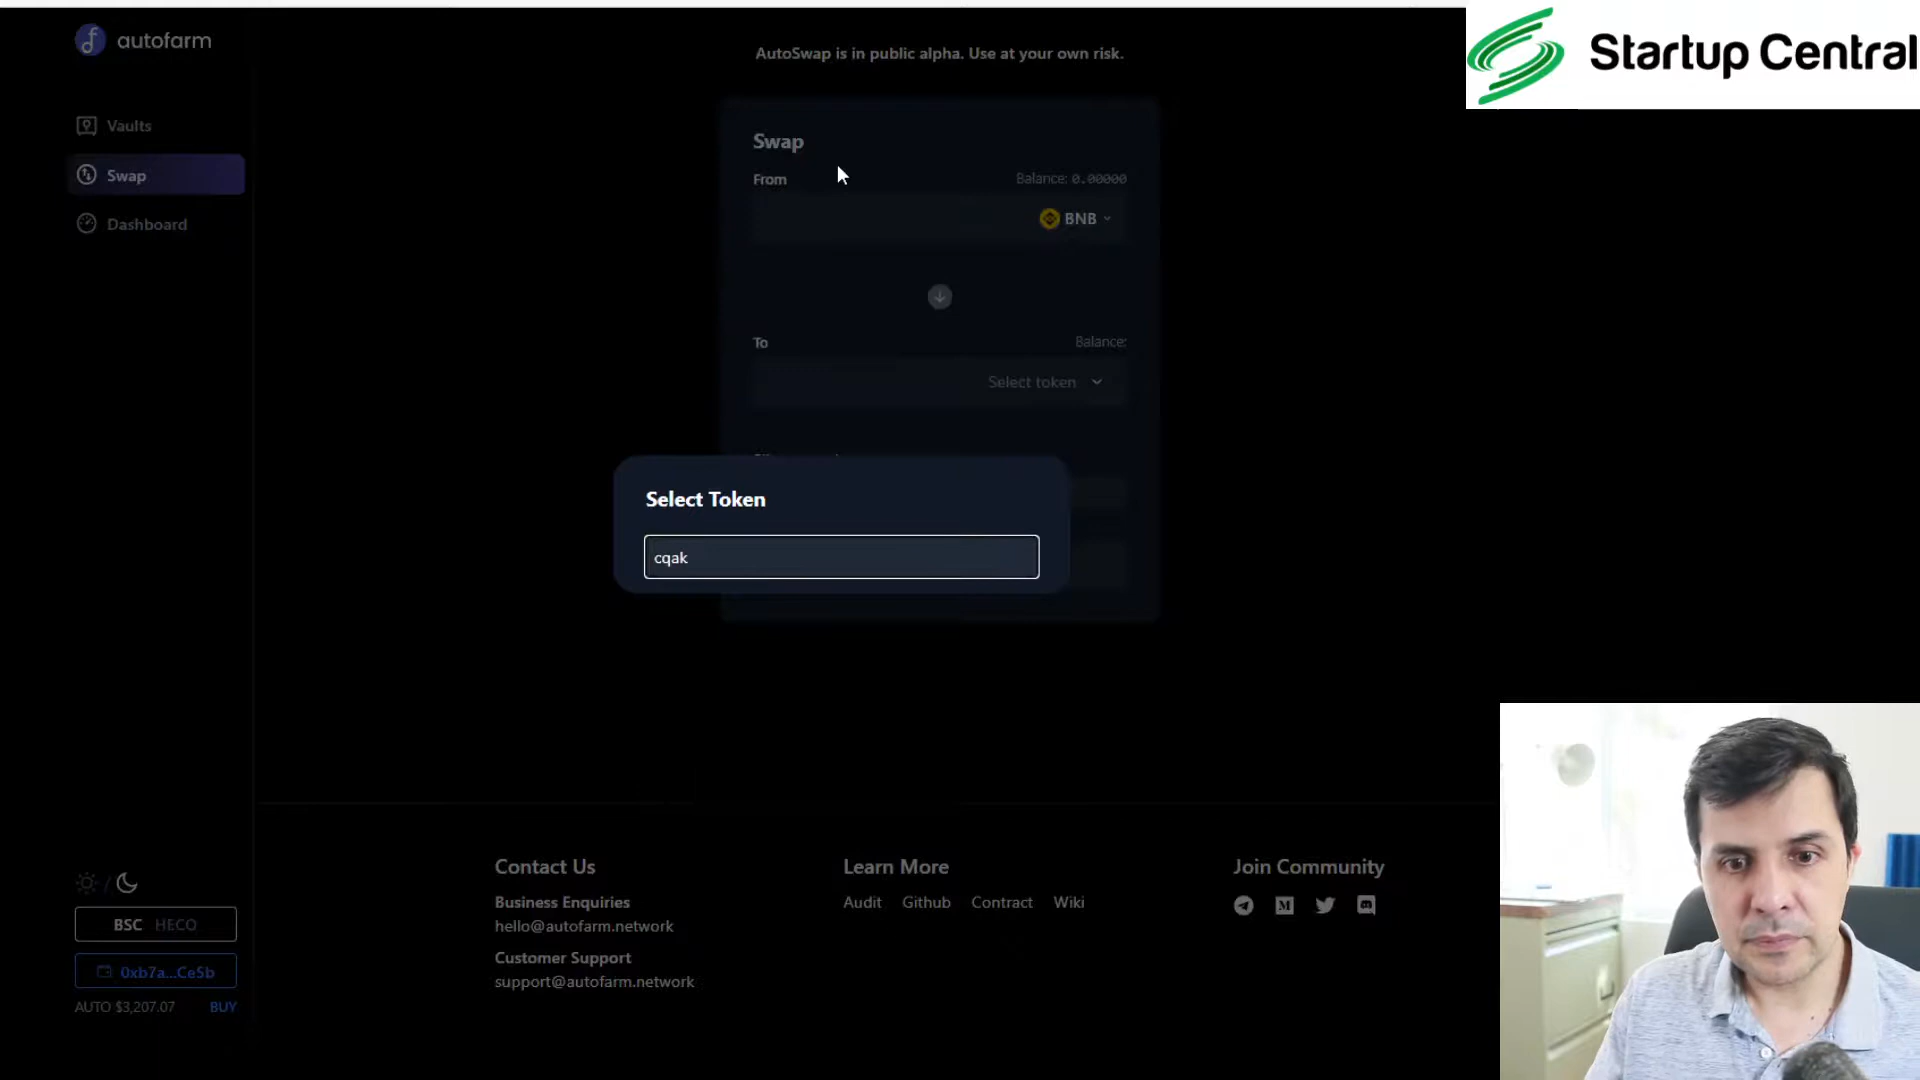 autofarm
Vaults
Swap
Dashboard
AutoSwap is in public alpha. Use at your own risk.
Startup Central
Swap
From
Balance: 0.00000
BNB
To
Balance:
Select token
Select Token
cqak
BSC HECO
0xb7a...Ce5b
AUTO $3,207.07 BUY
Contact Us
Business Enquiries
hello@autofarm.network
Customer Support
support@autofarm.network
Learn More
Audit Github Contract Wiki
Join Community